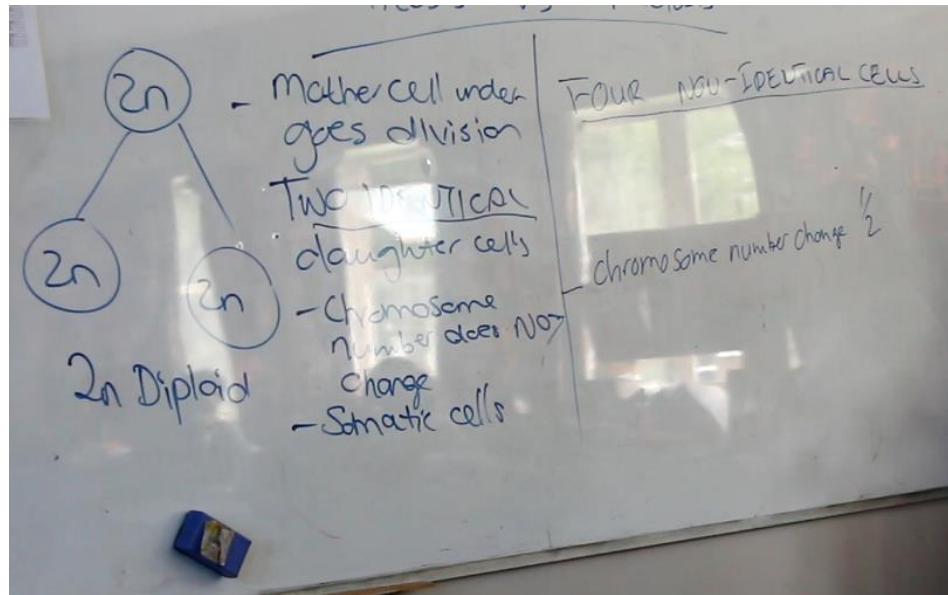 2n
2n
2n
2n Diploid
- Mother cell under
goes division
TWO IDENTICAL
daughter cells
- Chromosome
number does NOT
change
- Somatic cells
FOUR NON-IDENTICAL CELLS
- chromosome number change 1/2